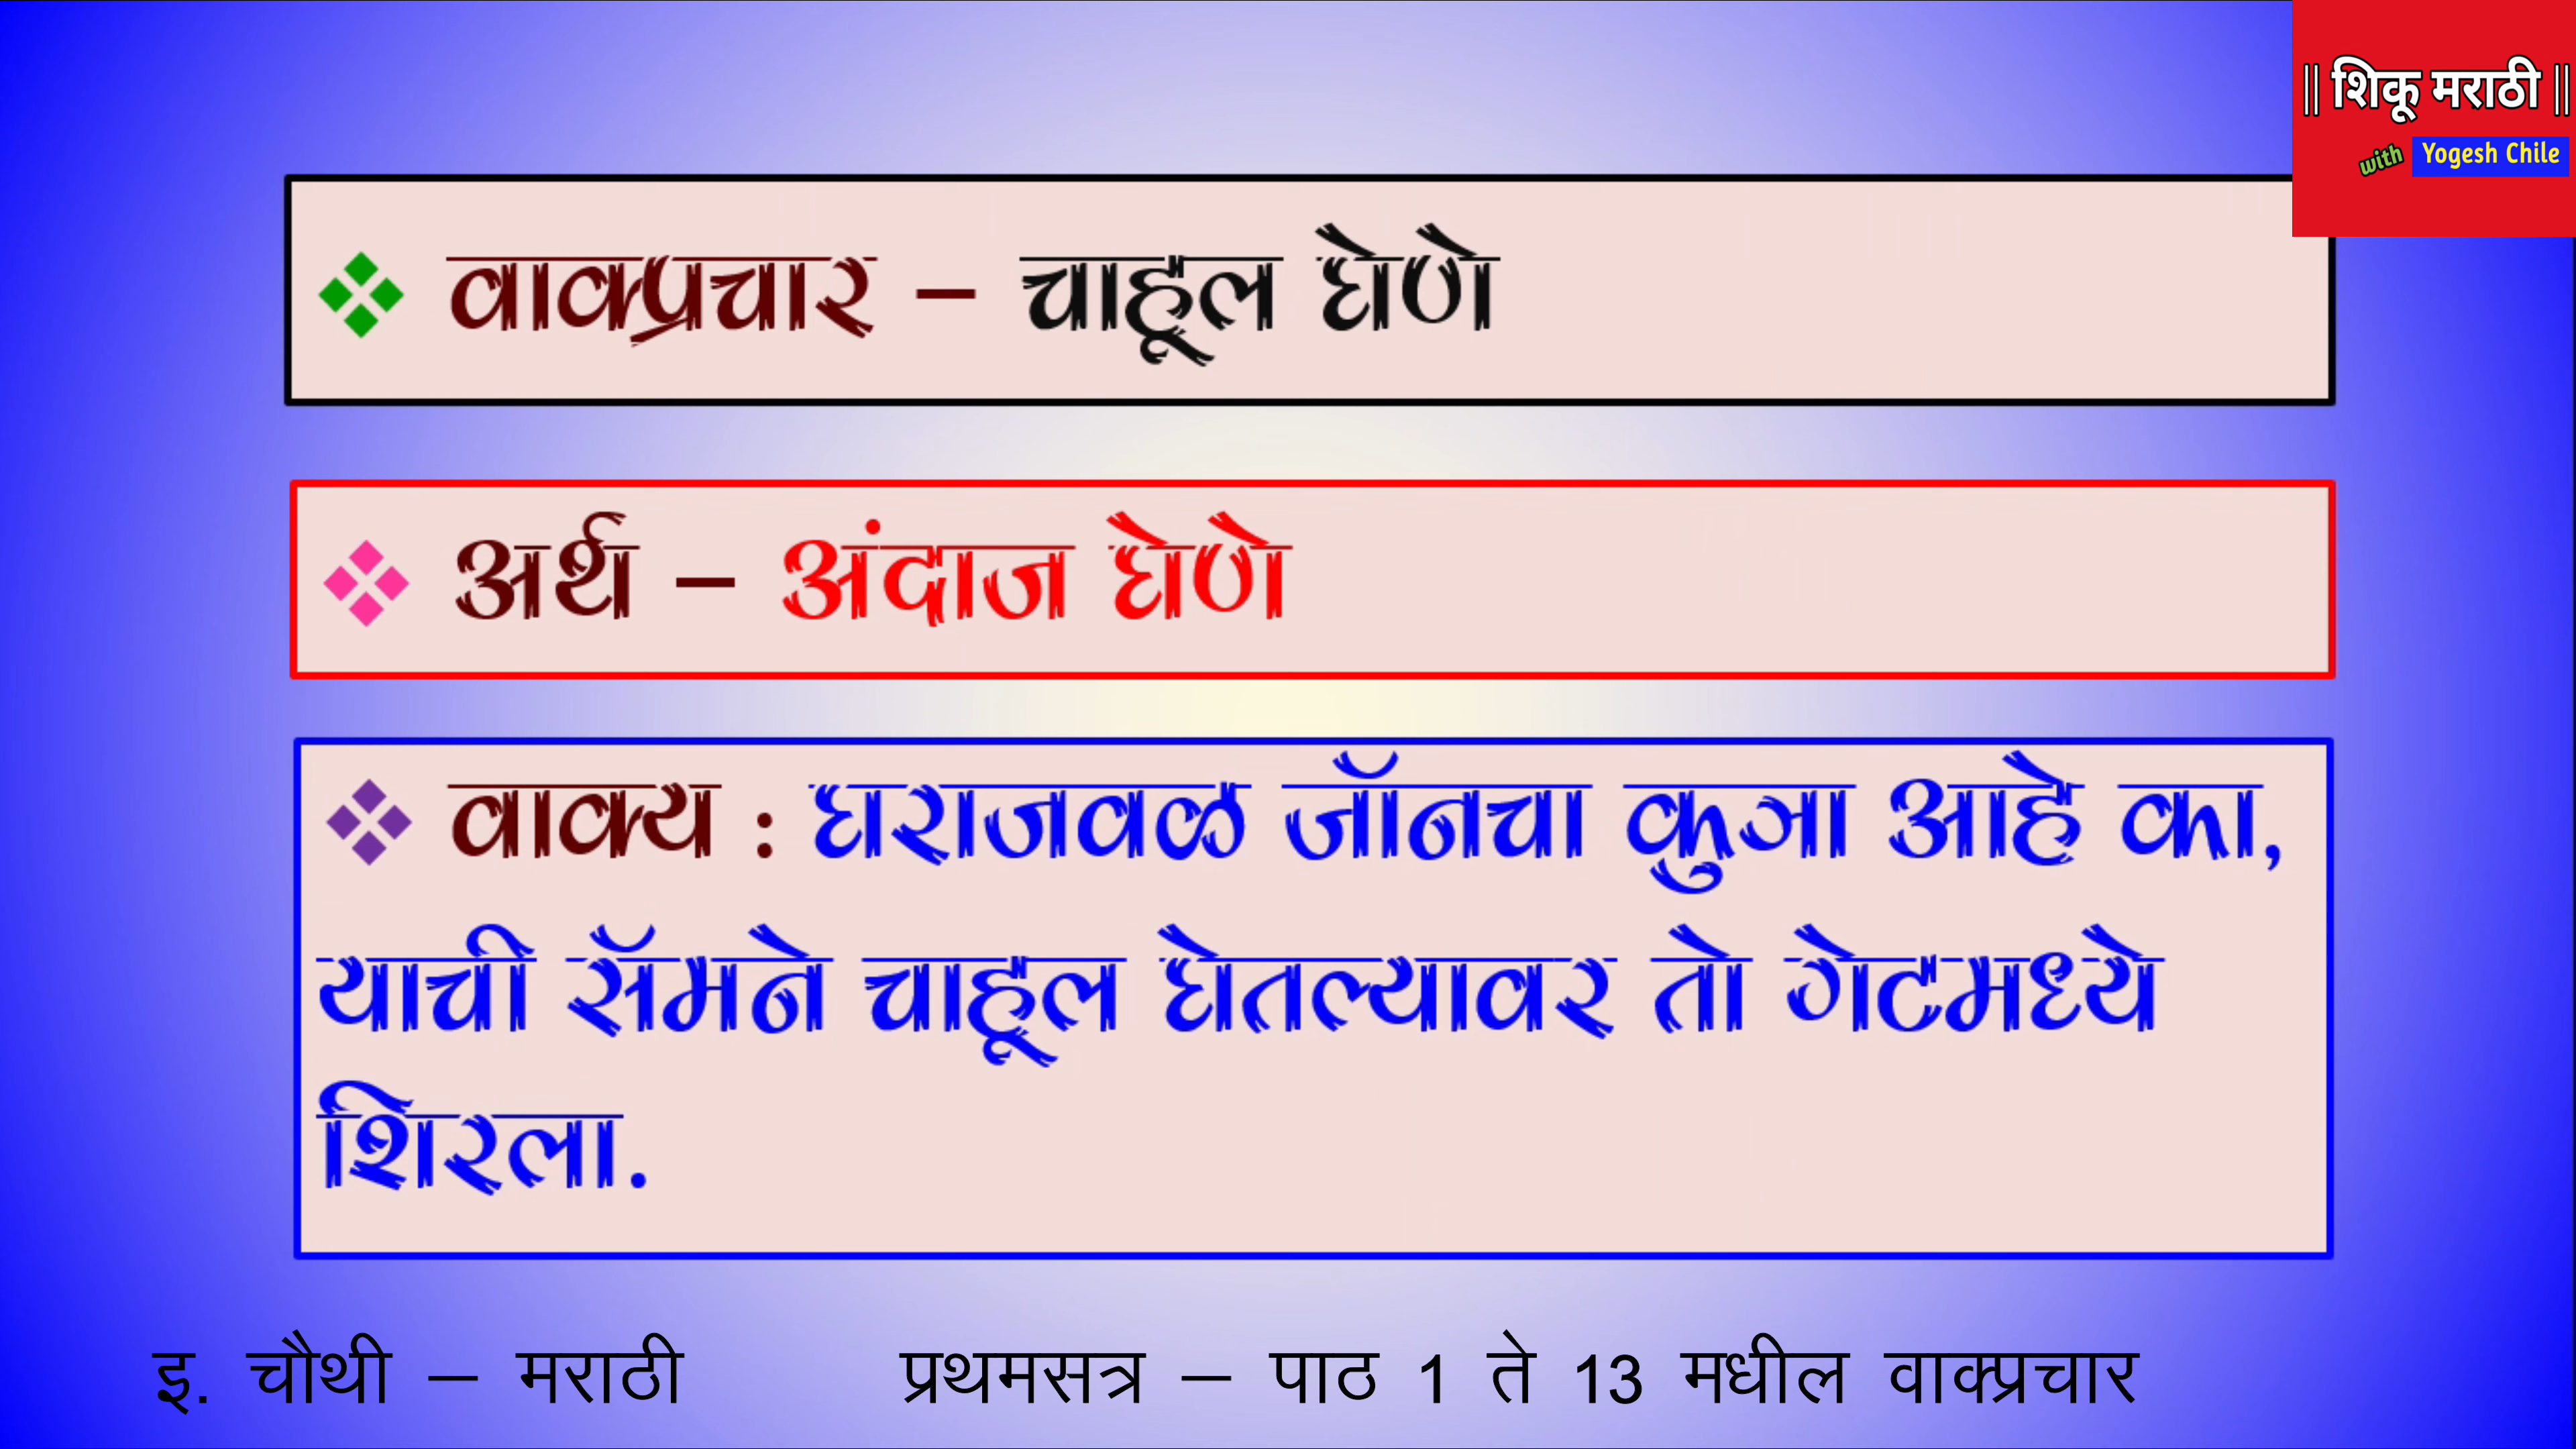 || शिकू मराठी ||
with Yogesh Chile
❖ वाक्प्रचार – चाहूल घेणे
❖ अर्थ – अंदाज घेणे
❖ वाक्य : घराजवळ जॉनचा कुत्रा आहे का,
याची सॅमने चाहूल घेतल्यावर तो गेटमध्ये
शिरला.
इ. चौथी – मराठी प्रथमसत्र – पाठ 1 ते 13 मधील वाक्प्रचार